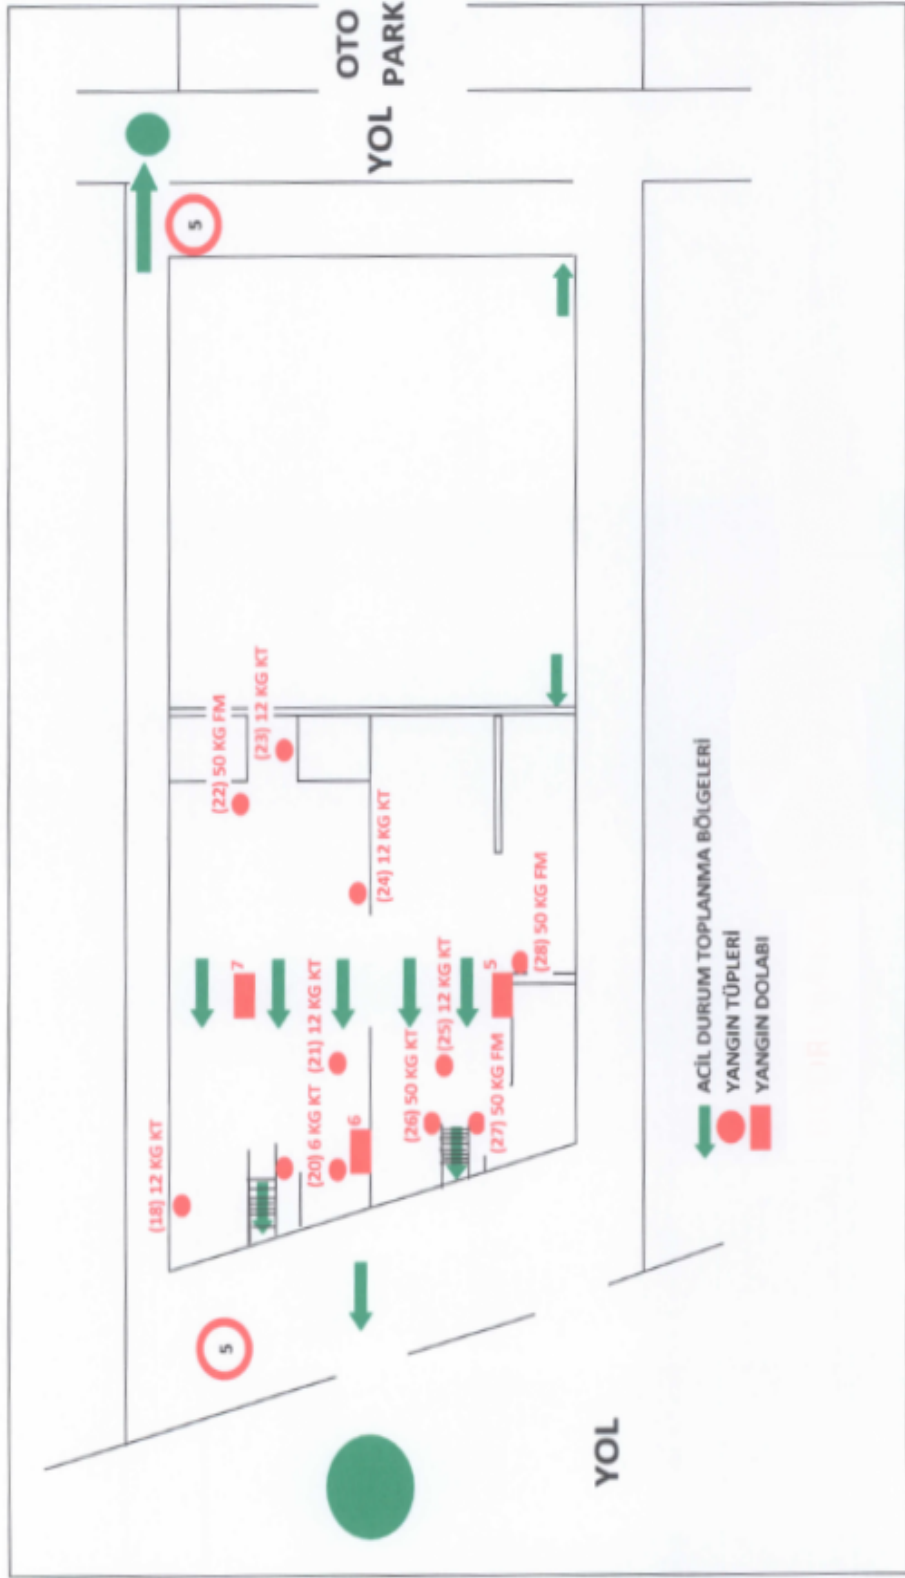 OTO
PARK
YOL
5
(22) 50 KG FM
(23) 12 KG KT
(24) 12 KG KT
7
(21) 12 KG KT
(25) 12 KG KT
5
(28) 50 KG FM
(18) 12 KG KT
(20) 6 KG KT
6
(26) 50 KG KT
(27) 50 KG FM
5
YOL
ACİL DURUM TOPLANMA BÖLGELERİ
YANGIN TÜPLERİ
YANGIN DOLABI